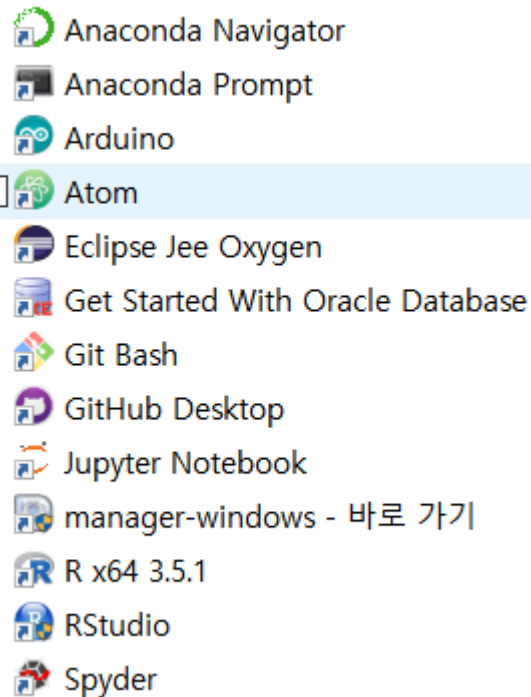 Anaconda Navigator
Anaconda Prompt
Arduino
Atom
Eclipse Jee Oxygen
Get Started With Oracle Database
Git Bash
GitHub Desktop
Jupyter Notebook
manager-windows - 바로 가기
R x64 3.5.1
RStudio
Spyder